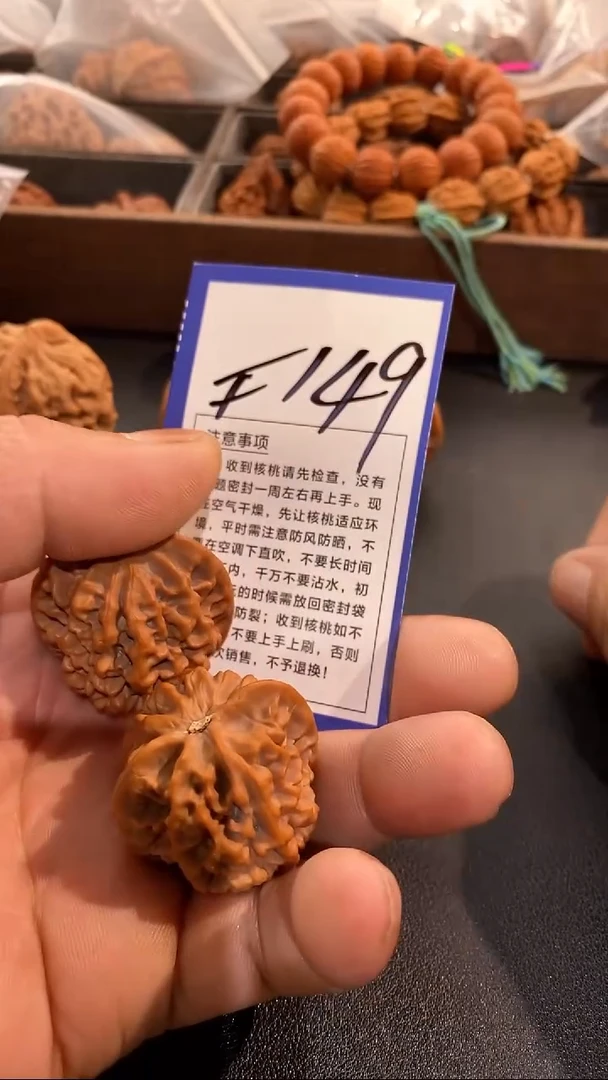 ¥149
注意事项
收到核桃请先检查，没有
题密封一周左右再上手。现
在空气干燥，先让核桃适应环
境，平时需注意防风防晒，不
要在空调下直吹，不要长时间
内，千万不要沾水，初
的时候需放回密封袋
防裂；收到核桃如不
不要上手上刷，否则
次销售，不予退换！